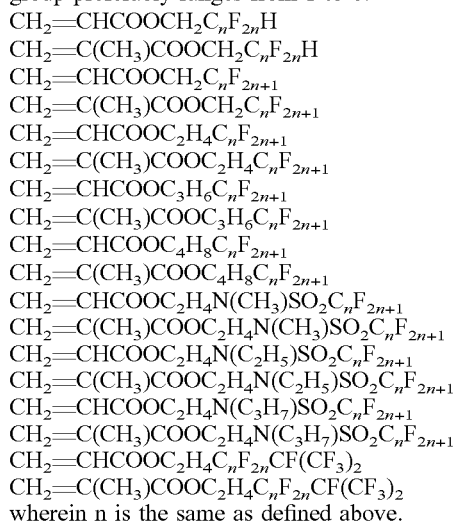 group preferably ranges from 1 to
CH₂=CHCOOCH₂CₙF₂ₙH
CH₂=C(CH₃)COOCH₂CₙF₂ₙH
CH₂=CHCOOCH₂CₙF₂ₙ₊₁
CH₂=C(CH₃)COOCH₂CₙF₂ₙ₊₁
CH₂=CHCOOC₂H₄CₙF₂ₙ₊₁
CH₂=C(CH₃)COOC₂H₄CₙF₂ₙ₊₁
CH₂=CHCOOC₃H₆CₙF₂ₙ₊₁
CH₂=C(CH₃)COOC₃H₆CₙF₂ₙ₊₁
CH₂=CHCOOC₄H₈CₙF₂ₙ₊₁
CH₂=C(CH₃)COOC₄H₈CₙF₂ₙ₊₁
CH₂=CHCOOC₂H₄N(CH₃)SO₂CₙF₂ₙ₊₁
CH₂=C(CH₃)COOC₂H₄N(CH₃)SO₂CₙF₂ₙ₊₁
CH₂=CHCOOC₂H₄N(C₂H₅)SO₂CₙF₂ₙ₊₁
CH₂=C(CH₃)COOC₂H₄N(C₂H₅)SO₂CₙF₂ₙ₊₁
CH₂=CHCOOC₂H₄N(C₃H₇)SO₂CₙF₂ₙ₊₁
CH₂=C(CH₃)COOC₂H₄N(C₃H₇)SO₂CₙF₂ₙ₊₁
CH₂=CHCOOC₂H₄CₙF₂ₙCF(CF₃)₂
CH₂=C(CH₃)COOC₂H₄CₙF₂ₙCF(CF₃)₂
wherein n is the same as defined above.